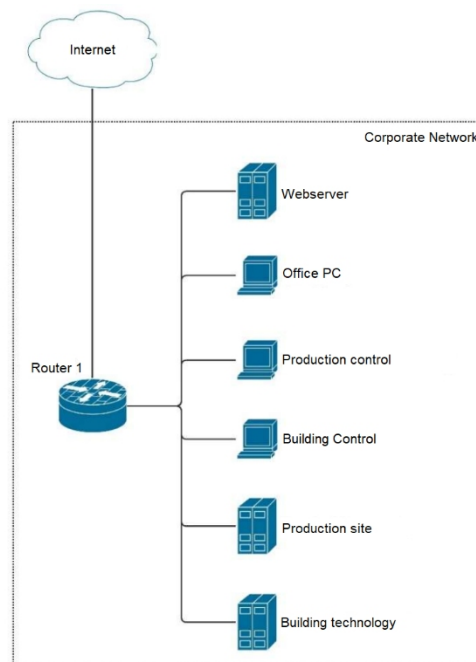 Internet
Corporate Network
Webserver
Office PC
Production control
Router 1
Building Control
Production site
Building technology